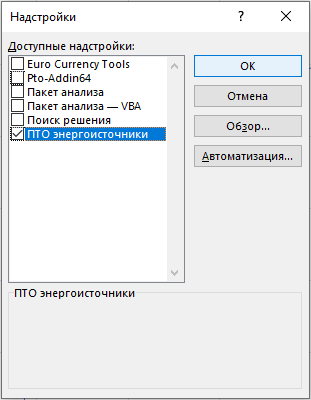 Надстройки
Доступные надстройки:
Euro Currency Tools
Pto-Addin64
Пакет анализа
Пакет анализа — VBA
Поиск решения
ПТО энергоисточники
ОК
Отмена
Обзор...
Автоматизация...
ПТО энергоисточники